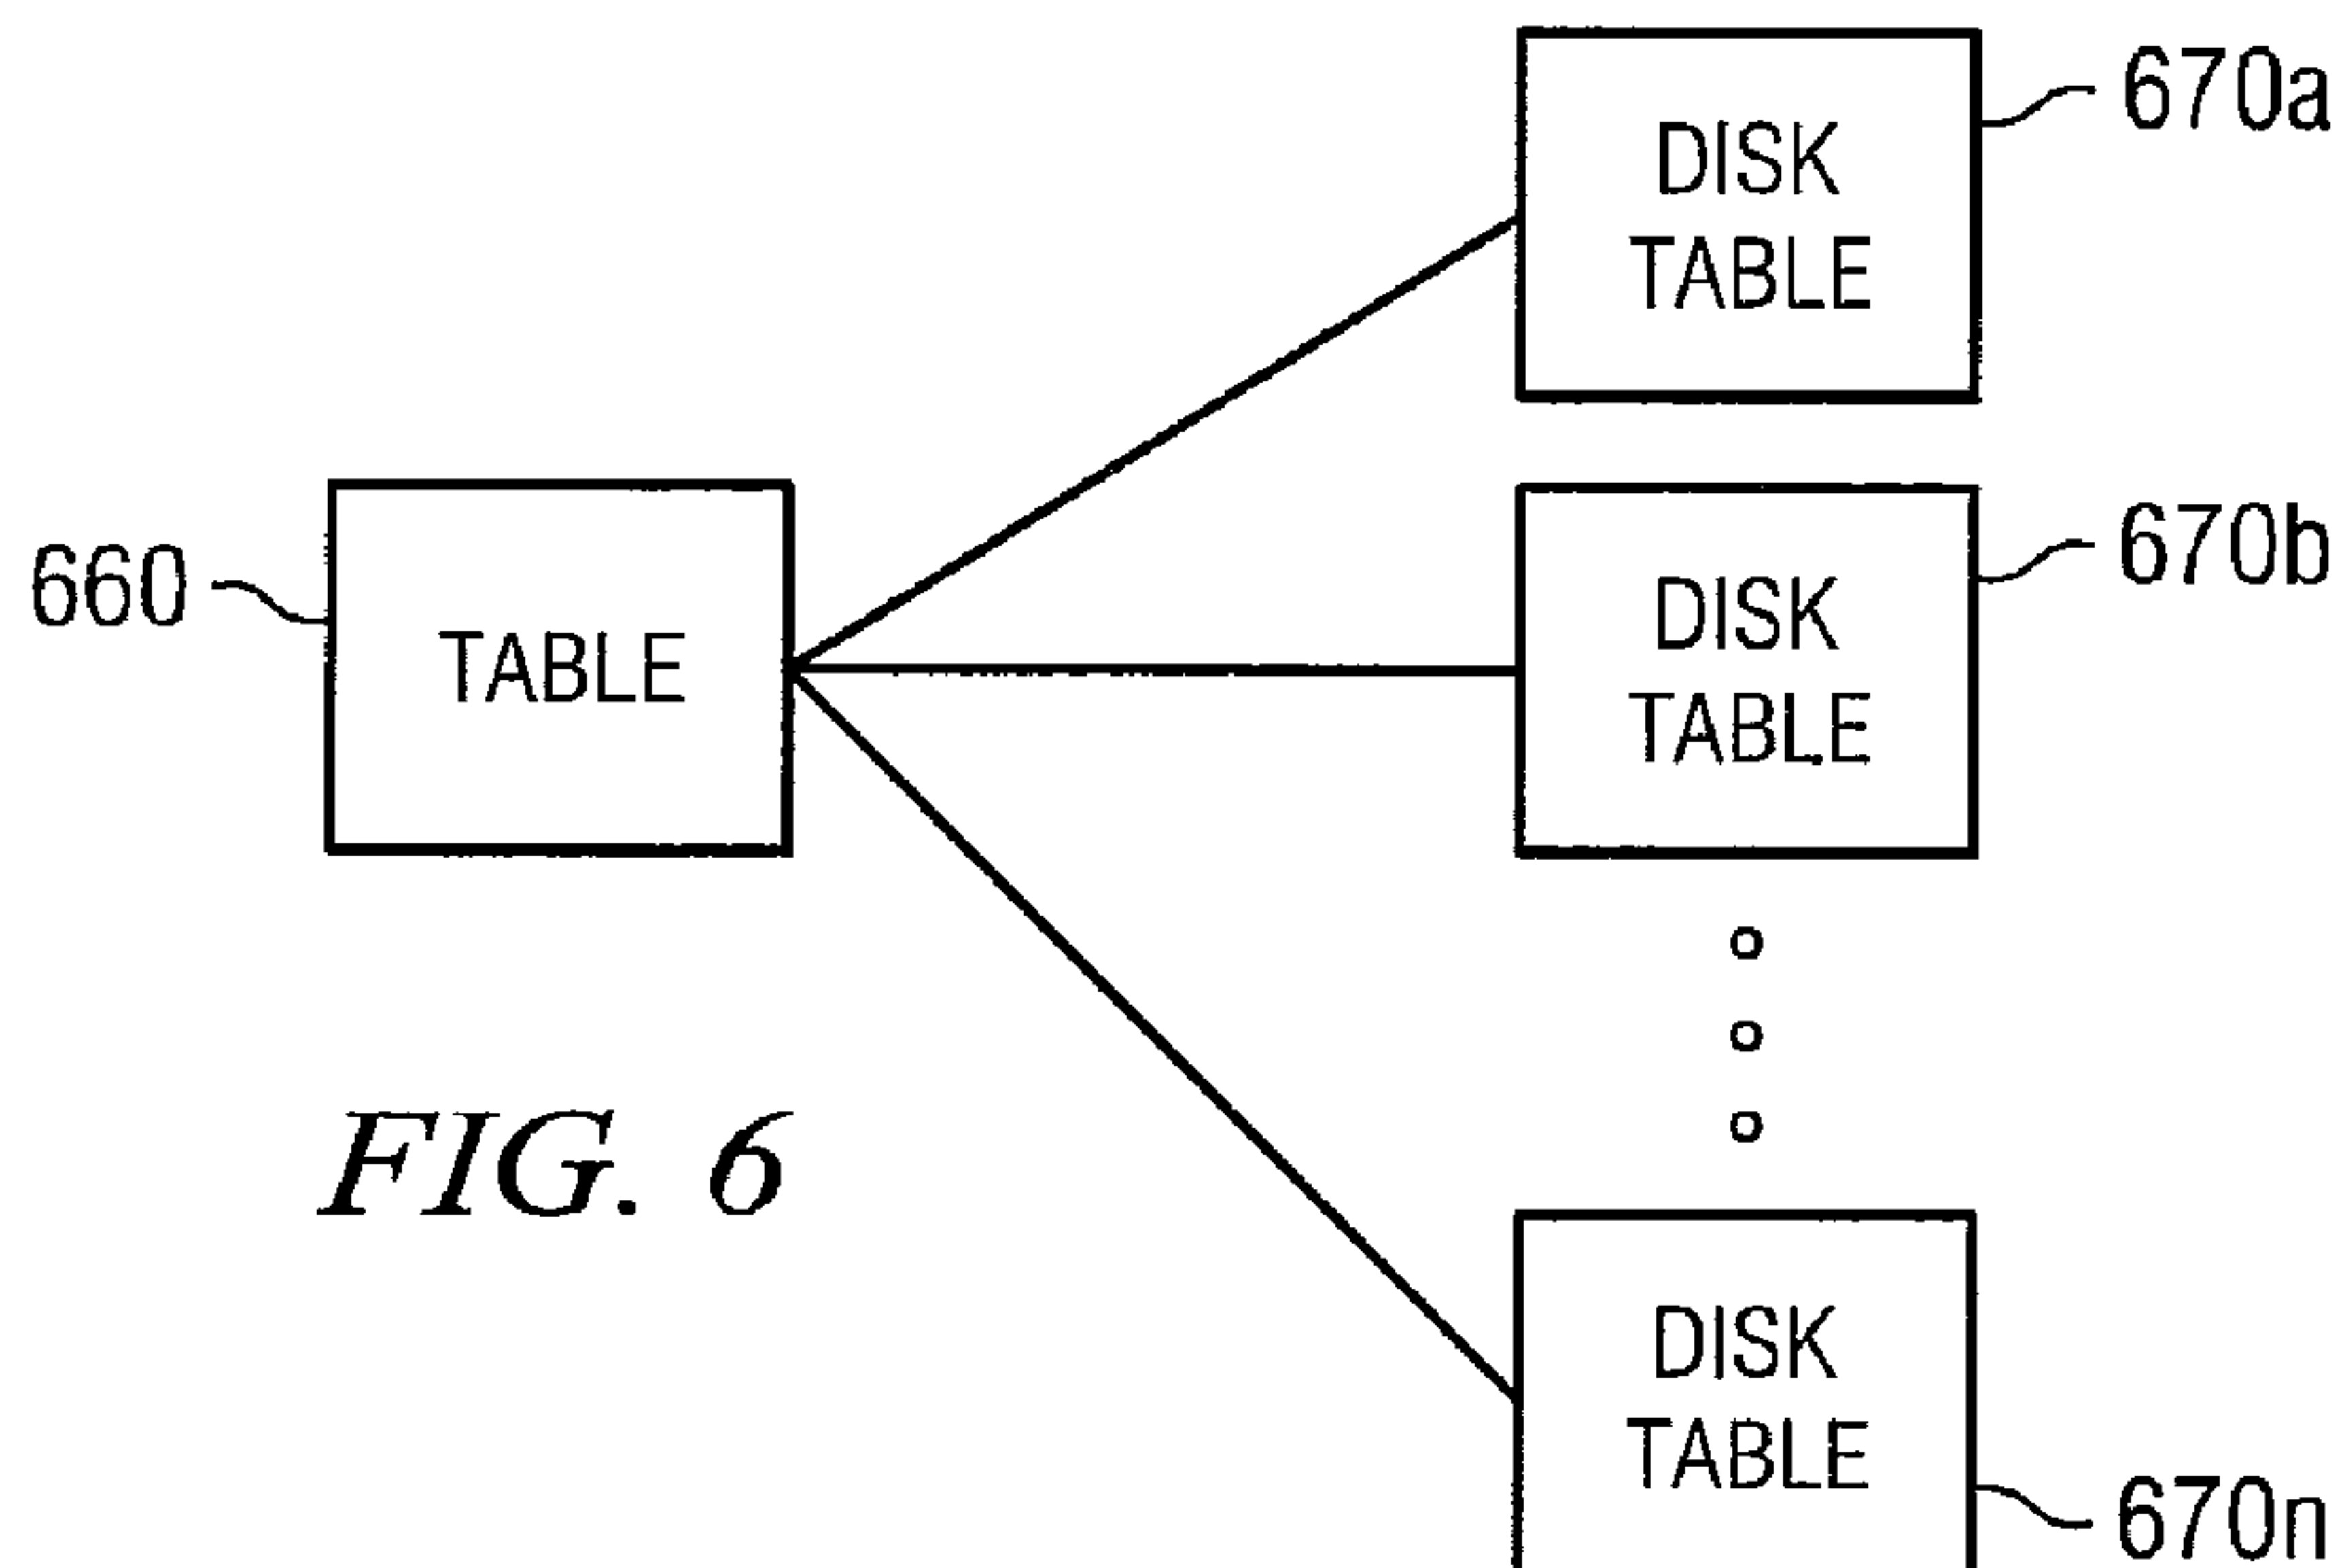 DISK
TABLE
670a
660
TABLE
DISK
TABLE
670b
FIG. 6
DISK
TABLE
670n